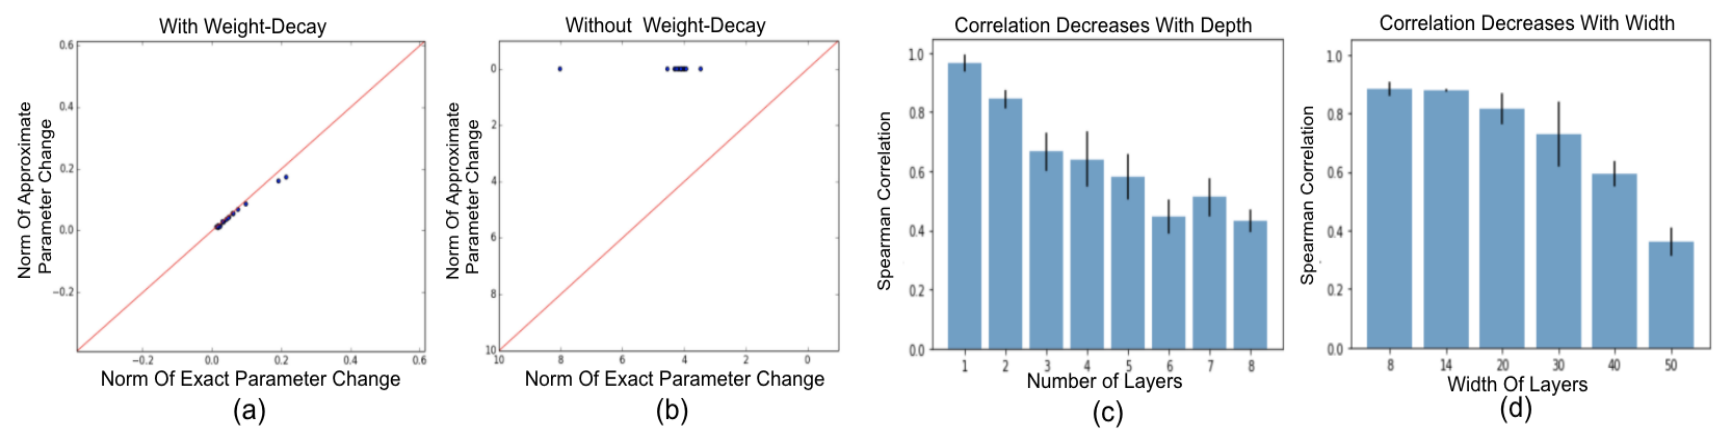 With Weight-Decay
0.6
0.4
0.2
0.0
−0.2
−0.2
0.0
0.2
0.4
0.6
Norm Of Approximate
Parameter Change
Norm Of Exact Parameter Change
(a)
Without Weight-Decay
0
2
4
6
8
10
10
8
6
4
2
0
Norm Of Approximate
Parameter Change
Norm Of Exact Parameter Change
(b)
Correlation Decreases With Depth
1.0
0.8
0.6
0.4
0.2
0.0
1
2
3
4
5
6
7
8
Spearman Correlation
Number of Layers
(c)
Correlation Decreases With Width
1.0
0.8
0.6
0.4
0.2
0.0
8
14
20
30
40
50
Spearman Correlation
Width Of Layers
(d)